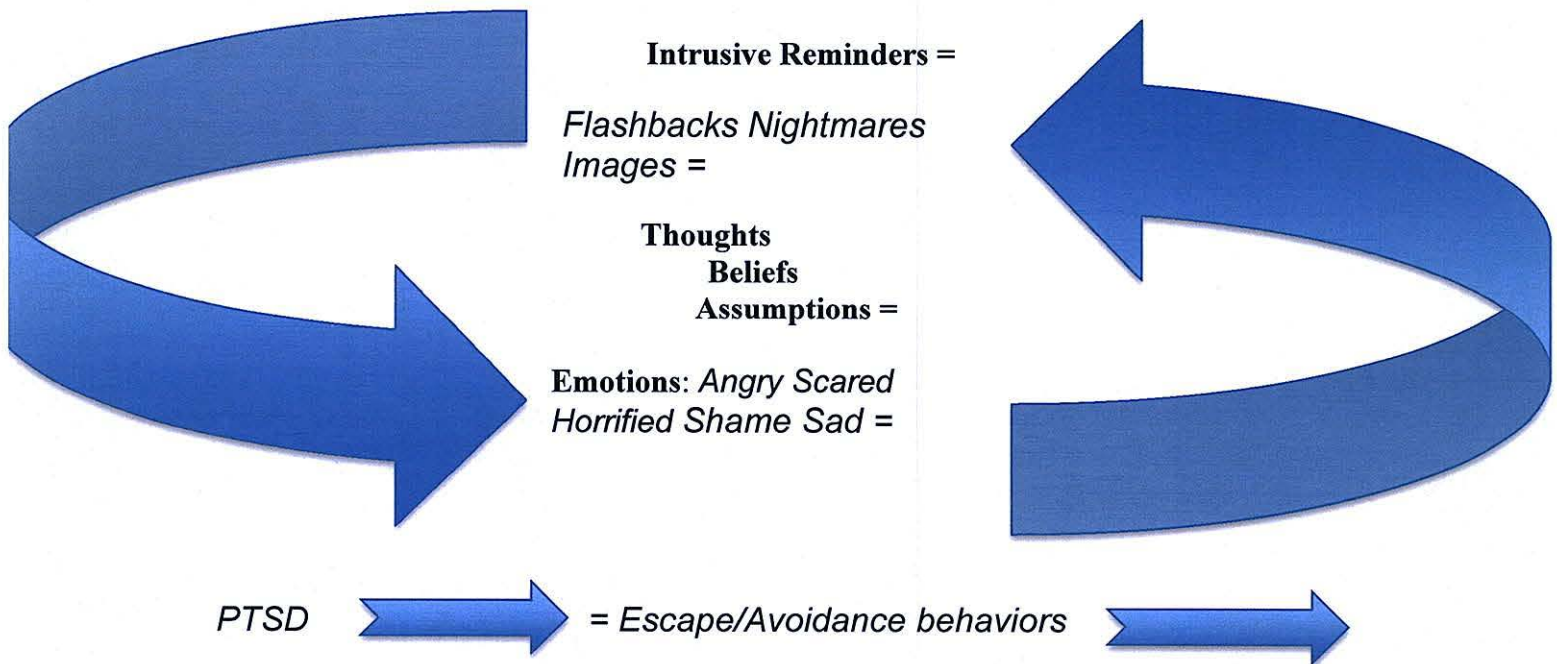 Intrusive Reminders =
Flashbacks Nightmares
Images =
Thoughts
Beliefs
Assumptions =
Emotions: Angry Scared
Horrified Shame Sad =
PTSD = Escape/Avoidance behaviors